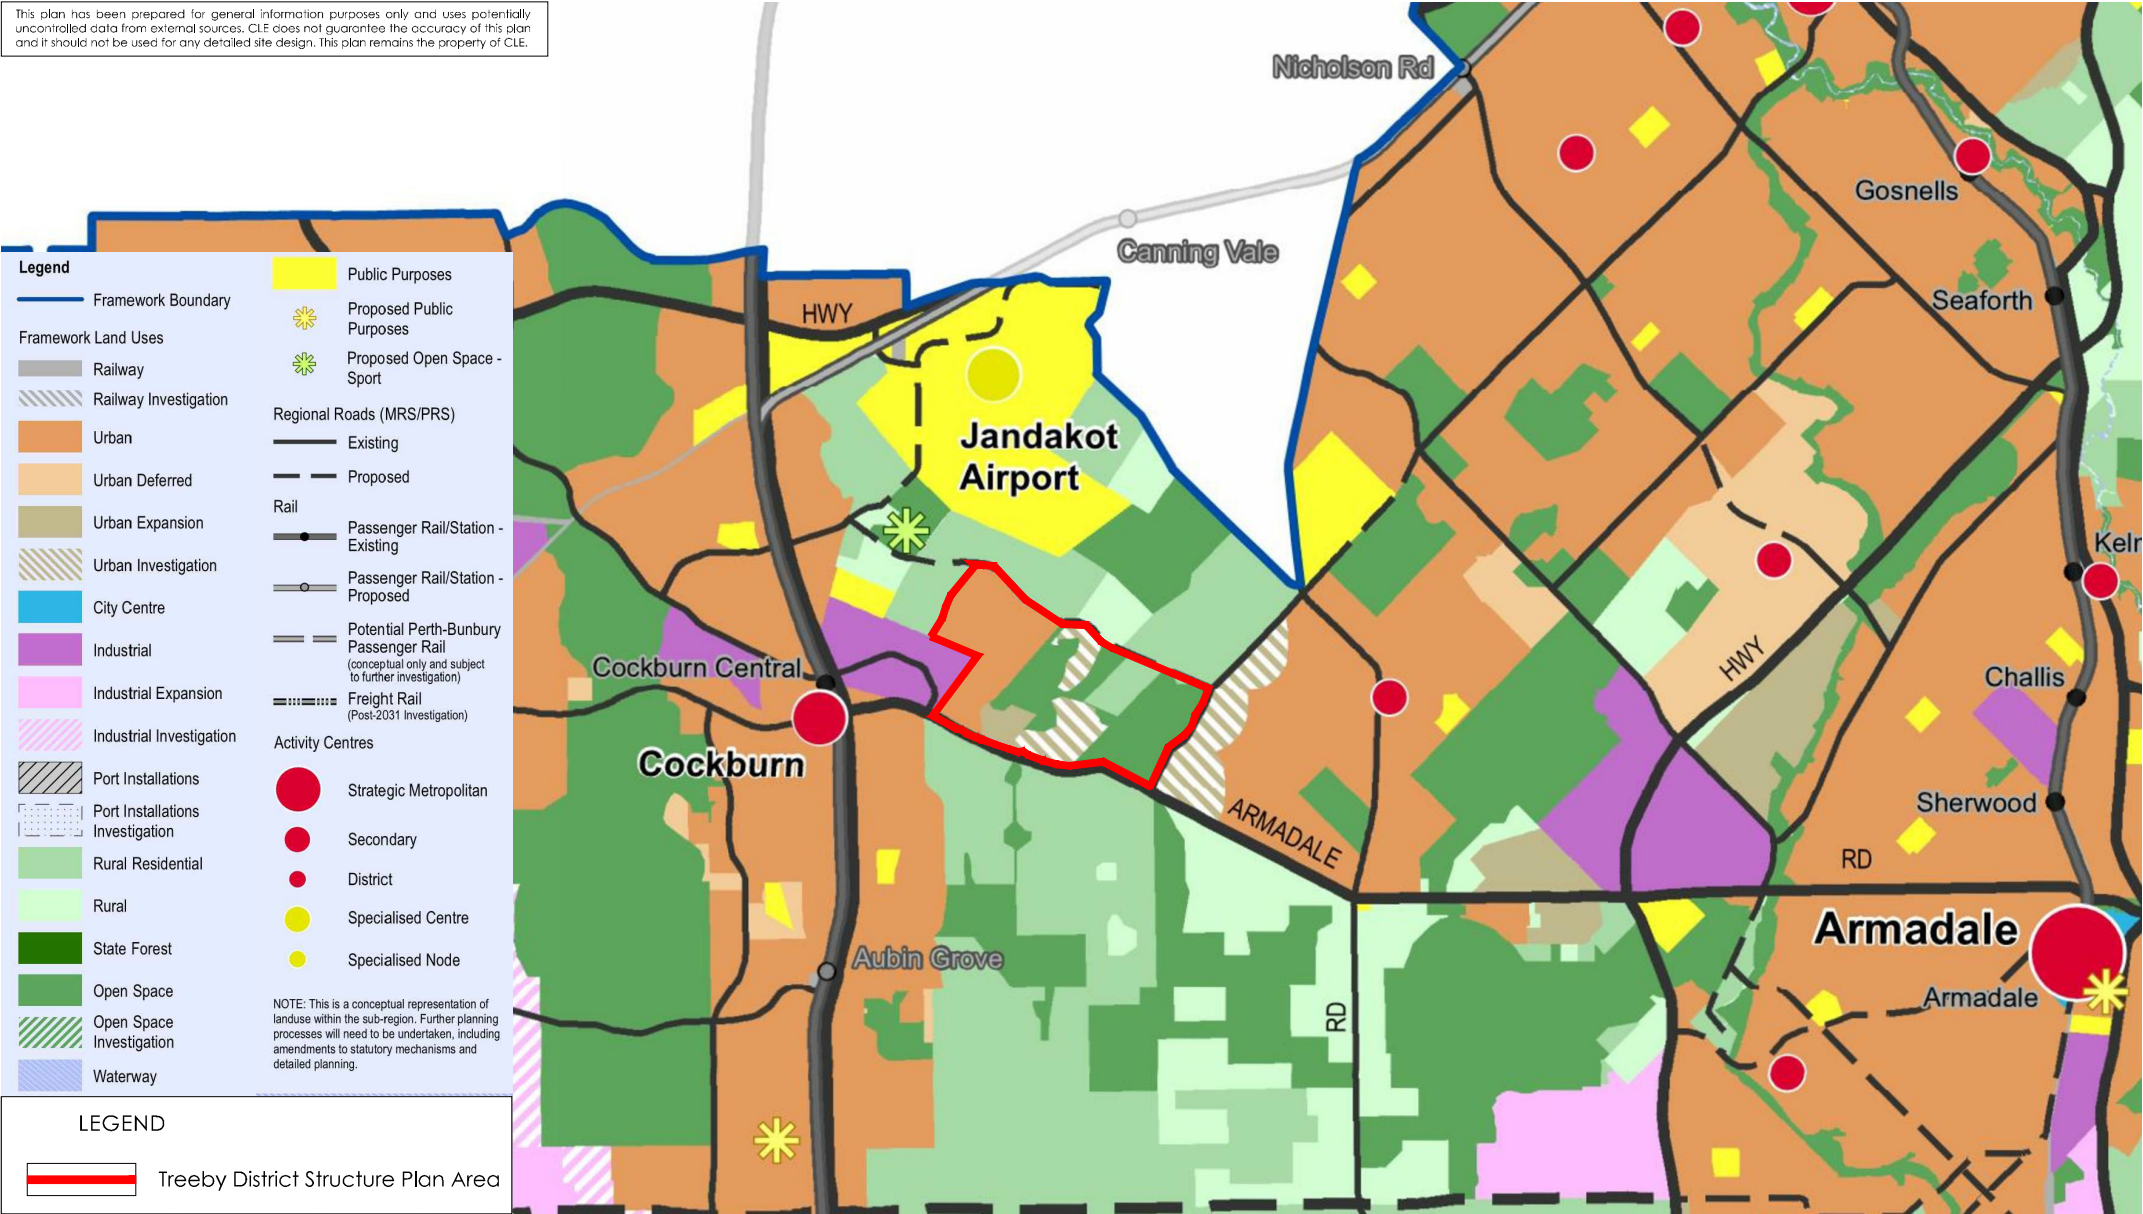 This plan has been prepared for general information purposes only and uses potentially
uncontrolled data from external sources. CLE does not guarantee the accuracy of this plan
and it should not be used for any detailed site design. This plan remains the property of CLE.
Legend
Framework Boundary
Framework Land Uses
Railway
Railway Investigation
Urban
Urban Deferred
Urban Expansion
Urban Investigation
City Centre
Industrial
Industrial Expansion
Industrial Investigation
Port Installations
Port Installations
Investigation
Rural Residential
Rural
State Forest
Open Space
Open Space
Investigation
Waterway
Public Purposes
Proposed Public
Purposes
Proposed Open Space -
Sport
Regional Roads (MRS/PRS)
Existing
Proposed
Rail
Passenger Rail/Station -
Existing
Passenger Rail/Station -
Proposed
Potential Perth-Bunbury
Passenger Rail
(conceptual only and subject
to further investigation)
Freight Rail
(Post-2031 Investigation)
Activity Centres
Strategic Metropolitan
Secondary
District
Specialised Centre
Specialised Node
NOTE: This is a conceptual representation of
landuse within the sub-region. Further planning
processes will need to be undertaken, including
amendments to statutory mechanisms and
detailed planning.
LEGEND
Treeby District Structure Plan Area
Nicholson Rd
Canning Vale
Gosnells
Seaforth
HWY
Jandakot
Airport
Keln
Cockburn Central
Cockburn
HWY
Challis
Sherwood
ARMADALE
RD
Armadale
Aubin Grove
Armadale
RD